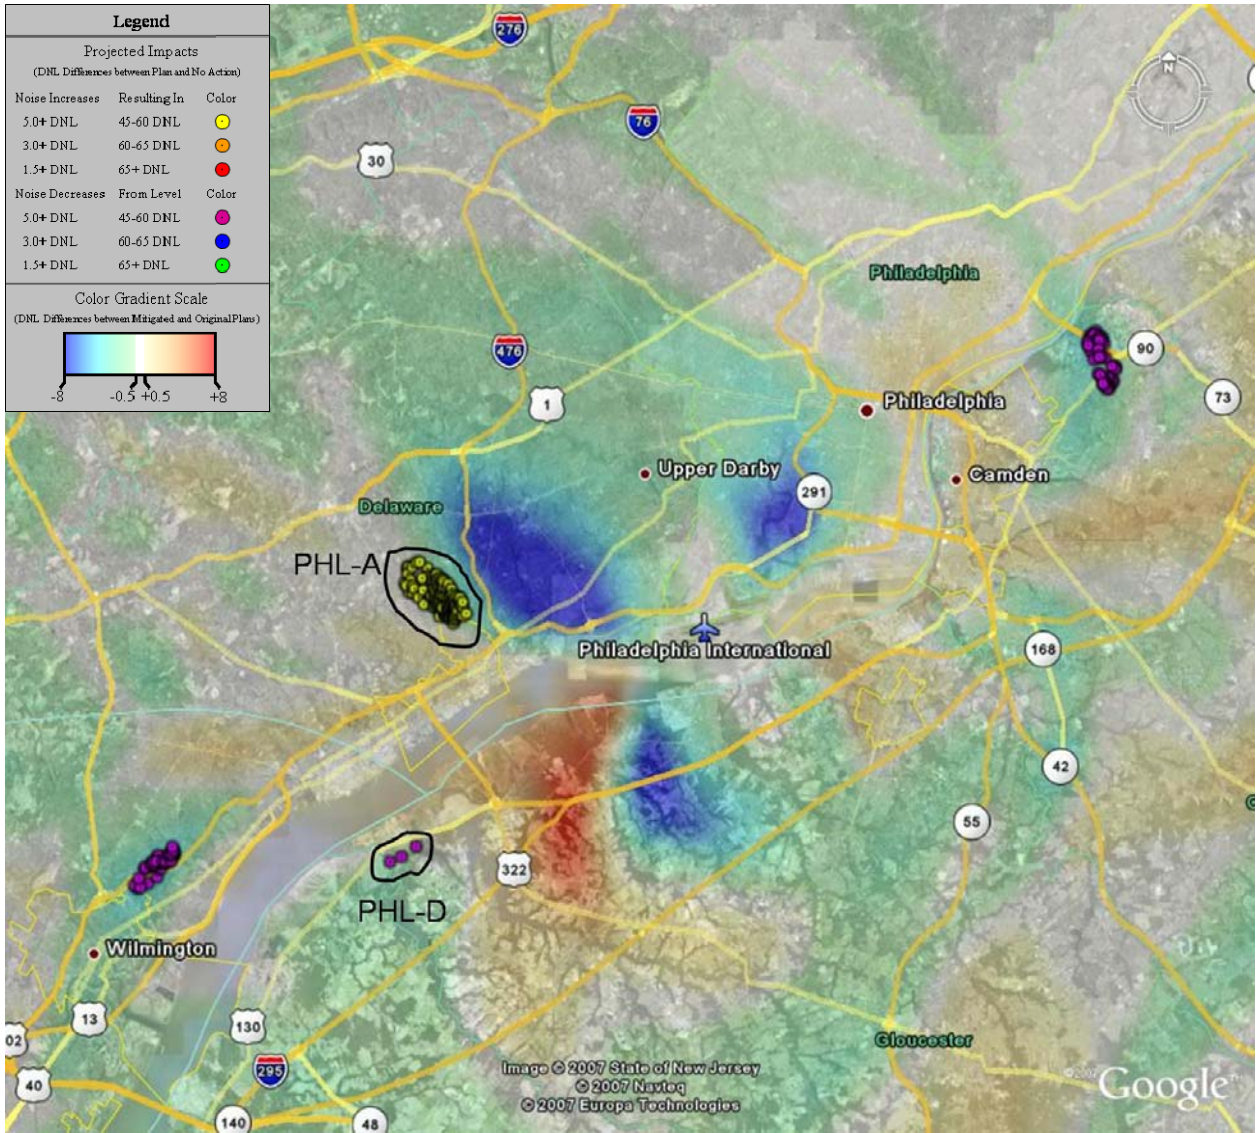 Legend
Projected Impacts
(DNL Differences between Plan and No Action)
Noise Increases Resulting In Color
5.0+ DNL 45-60 DNL
3.0+ DNL 60-65 DNL
1.5+ DNL 65+ DNL
Noise Decreases From Level Color
5.0+ DNL 45-60 DNL
3.0+ DNL 60-65 DNL
1.5+ DNL 65+ DNL
Color Gradient Scale
(DNL Differences between Mitigated and Original Plans)
-8 -0.5 +0.5 +8
276
N
76
30
Philadelphia
476
90
1
73
Philadelphia
Upper Darby
Camden
291
Delaware
PHL-A
Philadelphia International
168
42
55
322
PHL-D
Wilmington
13
130
02
Gloucester
295
40
140
48
Image © 2007 State of New Jersey
© 2007 Navteq
© 2007 Europa Technologies
©2007 Google